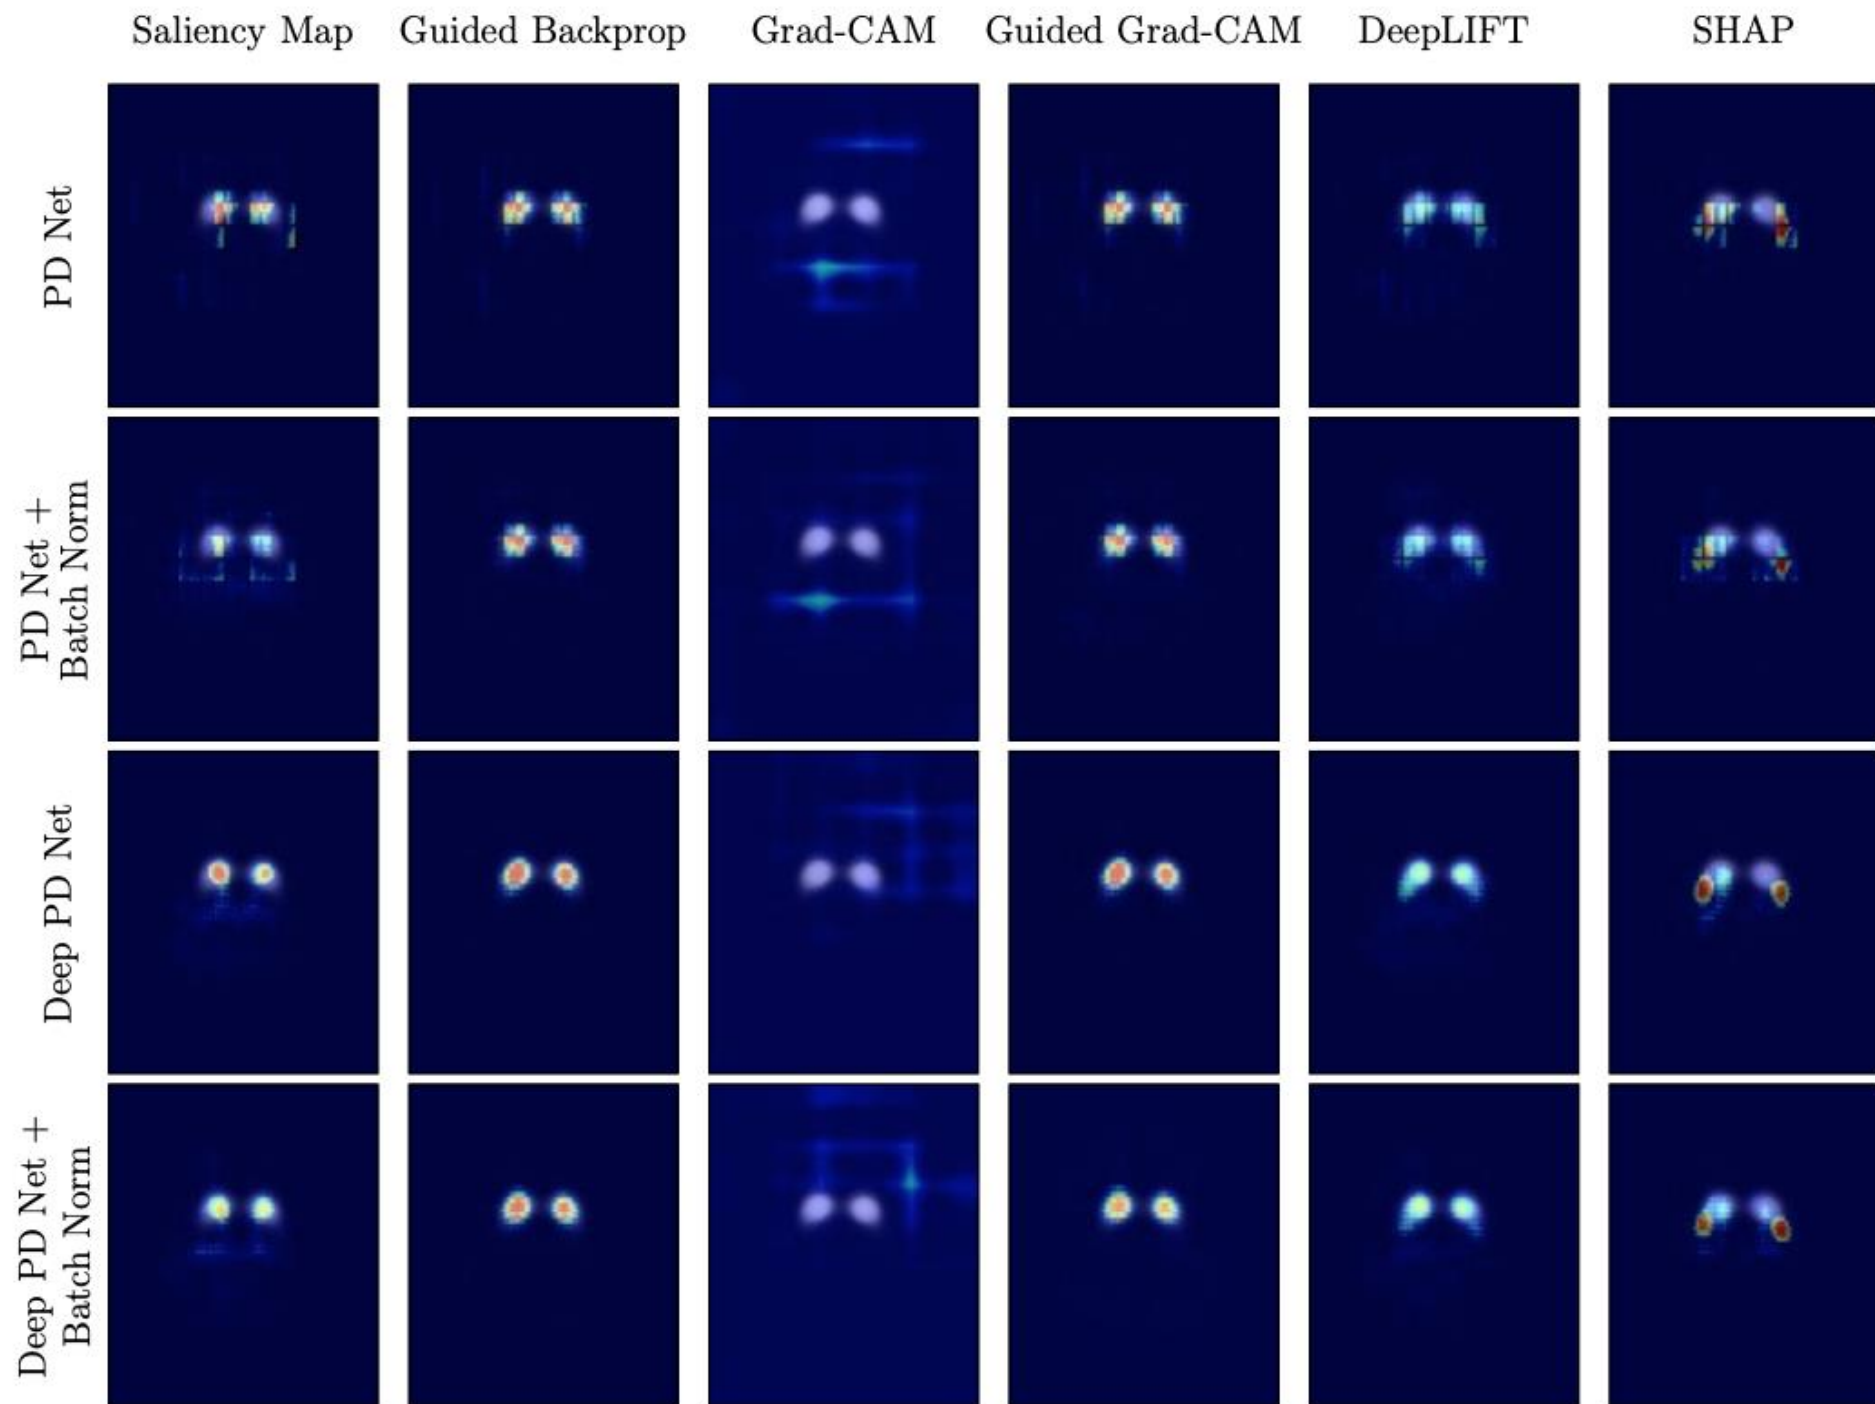 Saliency Map Guided Backprop Grad-CAM Guided Grad-CAM DeepLIFT SHAP
PD Net
PD Net +
Batch Norm
Deep PD Net
Deep PD Net +
Batch Norm